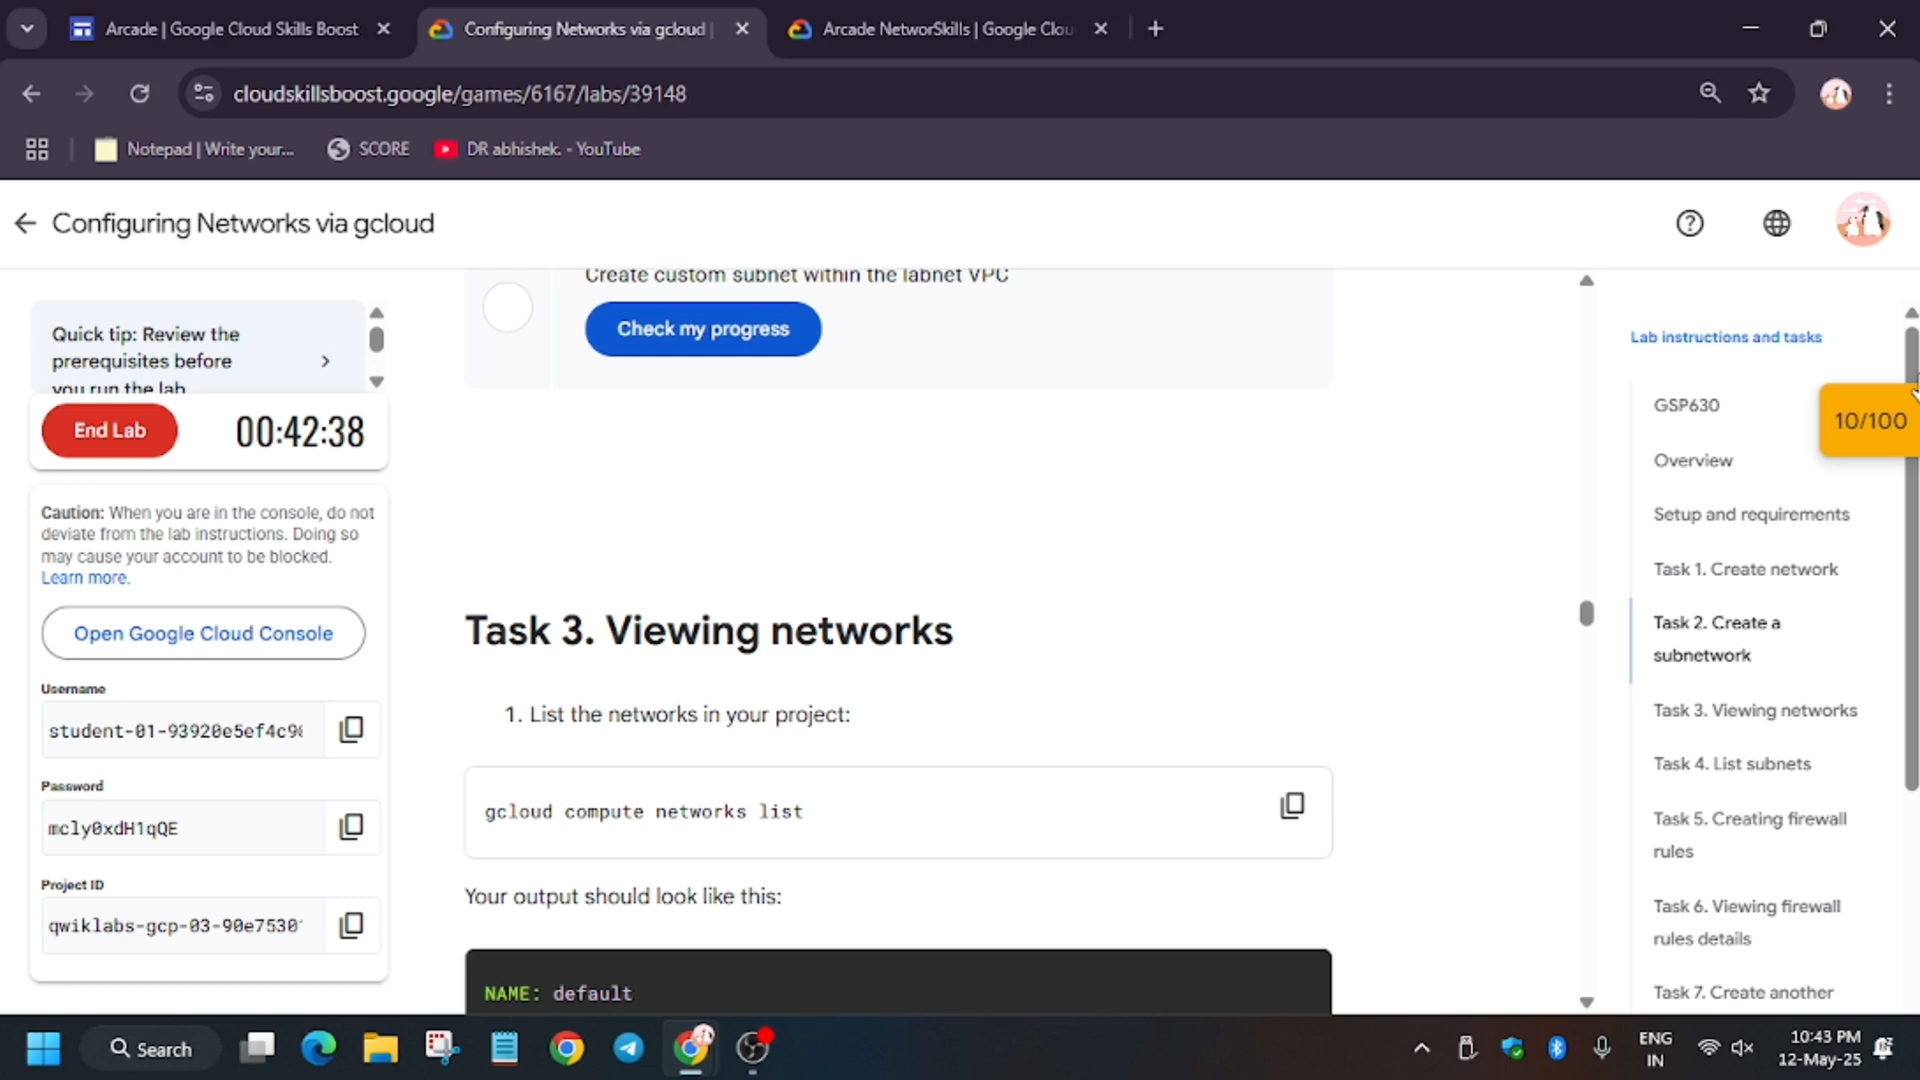 Arcade | Google Cloud Skills Boost
Configuring Networks via gcloud |
Arcade NetworSkills | Google Clou
cloudskillsboost.google/games/6167/labs/39148
Notepad | Write your...
SCORE
DR abhishek. - YouTube
Configuring Networks via gcloud
Quick tip: Review the
prerequisites before
you run the lab
End Lab
00:42:38
Caution: When you are in the console, do not
deviate from the lab instructions. Doing so
may cause your account to be blocked.
Learn more.
Open Google Cloud Console
Username
student-01-93920e5ef4c9
Password
mcly0xdH1qQE
Project ID
qwiklabs-gcp-03-90e7530
Create custom subnet within the labnet VPC
Check my progress
Task 3. Viewing networks
1. List the networks in your project:
gcloud compute networks list
Your output should look like this:
NAME: default
Lab instructions and tasks
GSP630
10/100
Overview
Setup and requirements
Task 1. Create network
Task 2. Create a
subnetwork
Task 3. Viewing networks
Task 4. List subnets
Task 5. Creating firewall
rules
Task 6. Viewing firewall
rules details
Task 7. Create another
Search
ENG
IN
10:43 PM
12-May-25